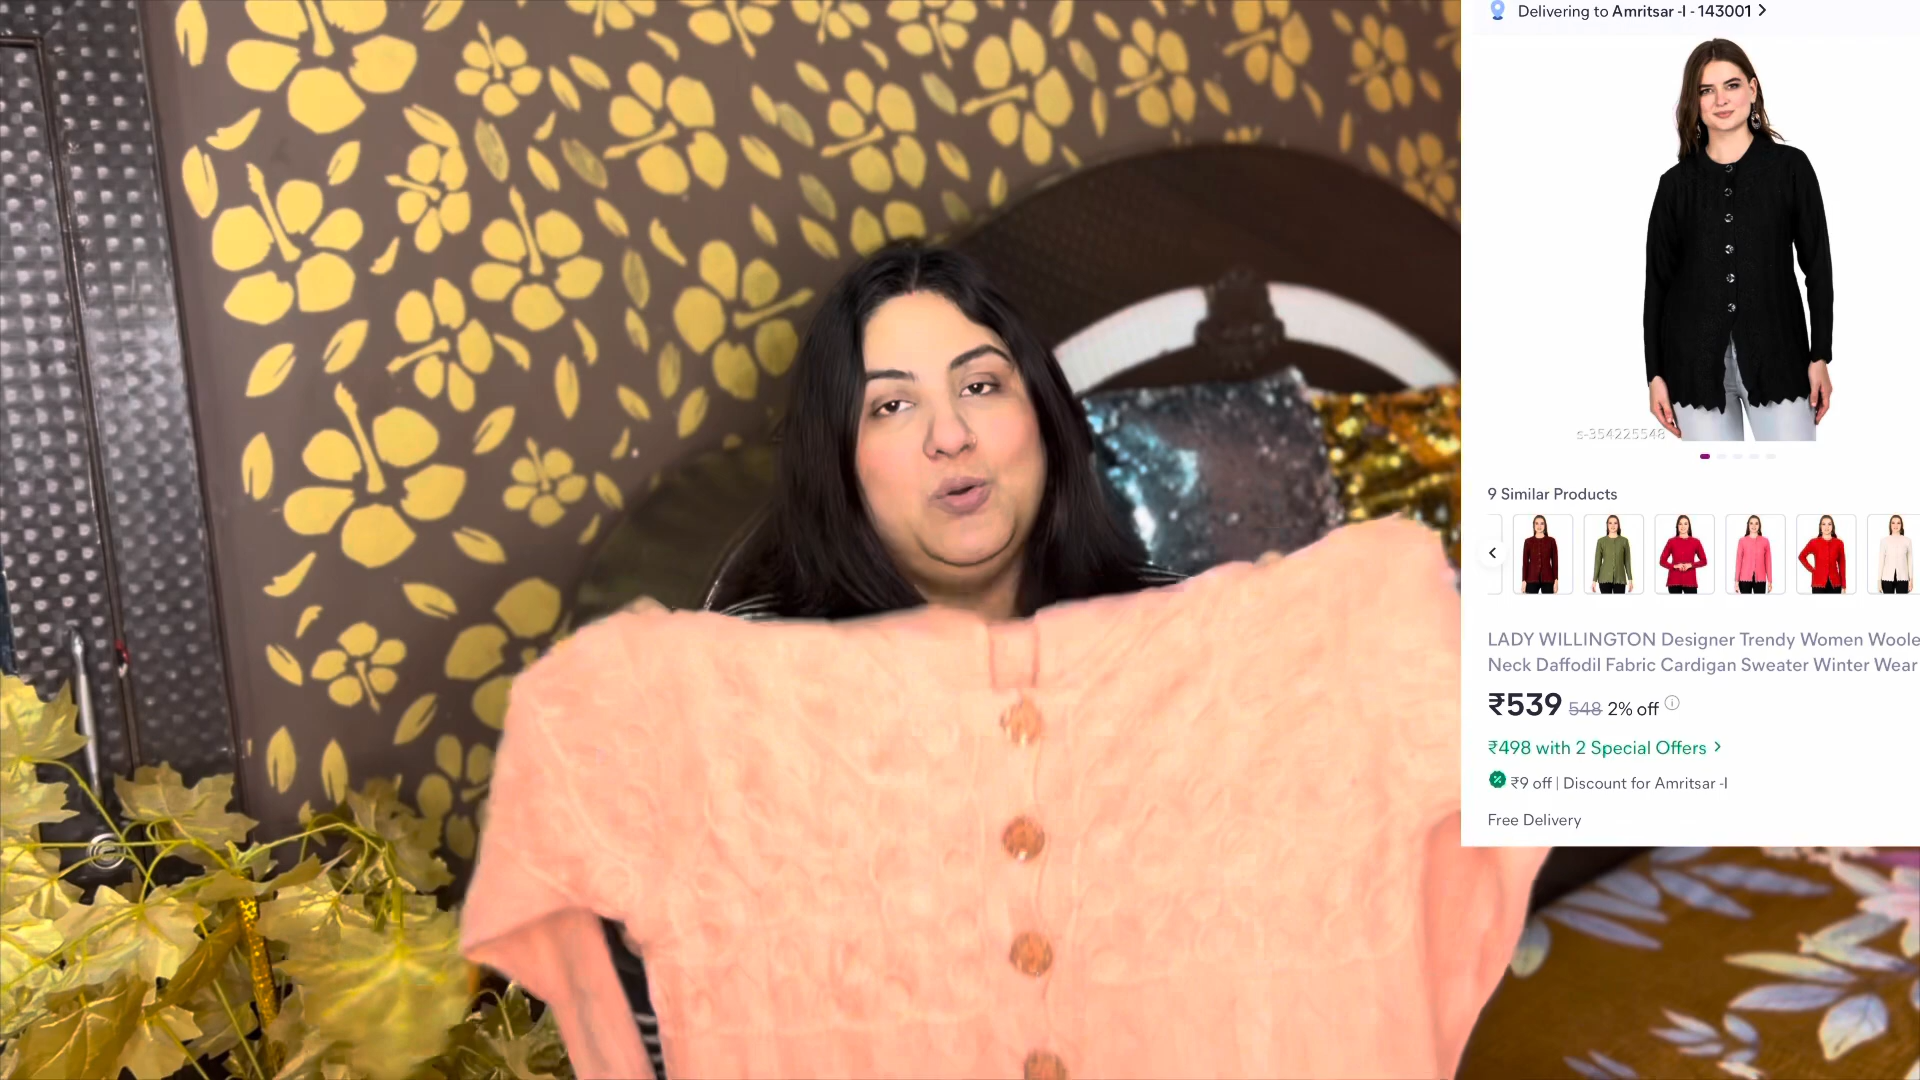 Delivering to Amritsar -I - 143001
s-354225548
9 Similar Products
LADY WILLINGTON Designer Trendy Women Woole
Neck Daffodil Fabric Cardigan Sweater Winter Wear
₹539 548 2% off
₹498 with 2 Special Offers
₹9 off | Discount for Amritsar -I
Free Delivery